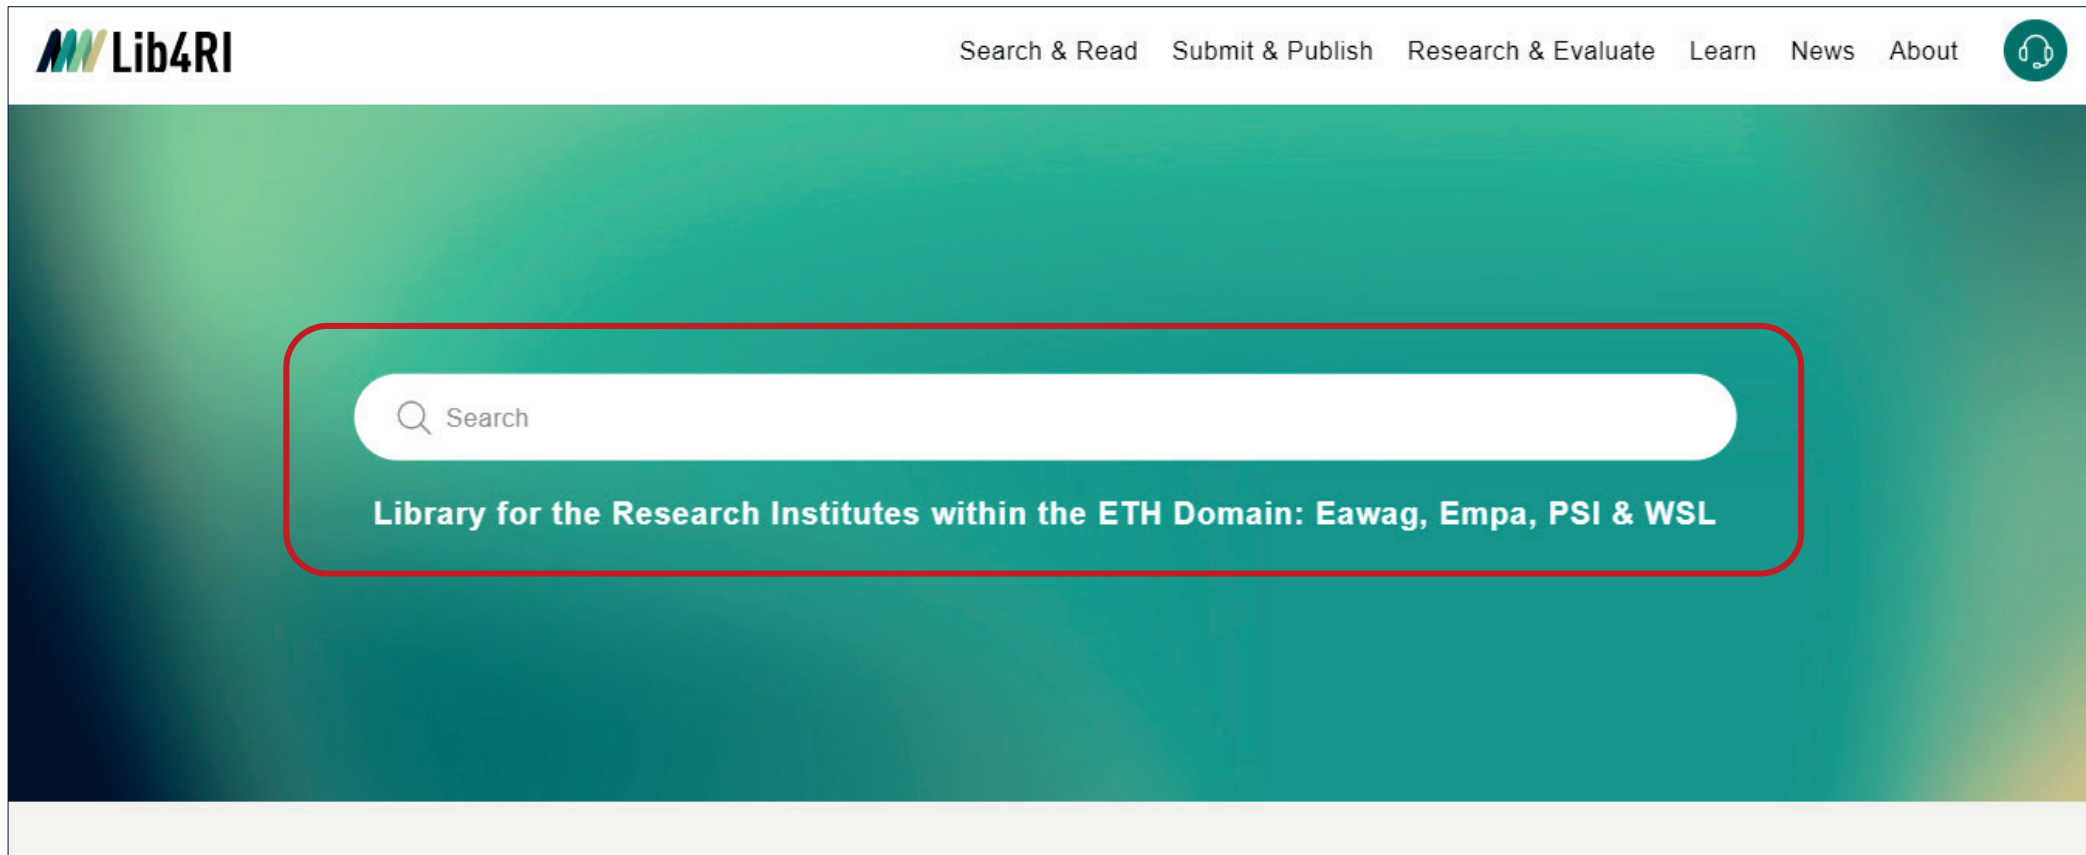 Lib4RI
Search & Read Submit & Publish Research & Evaluate Learn News About
Search
Library for the Research Institutes within the ETH Domain: Eawag, Empa, PSI & WSL